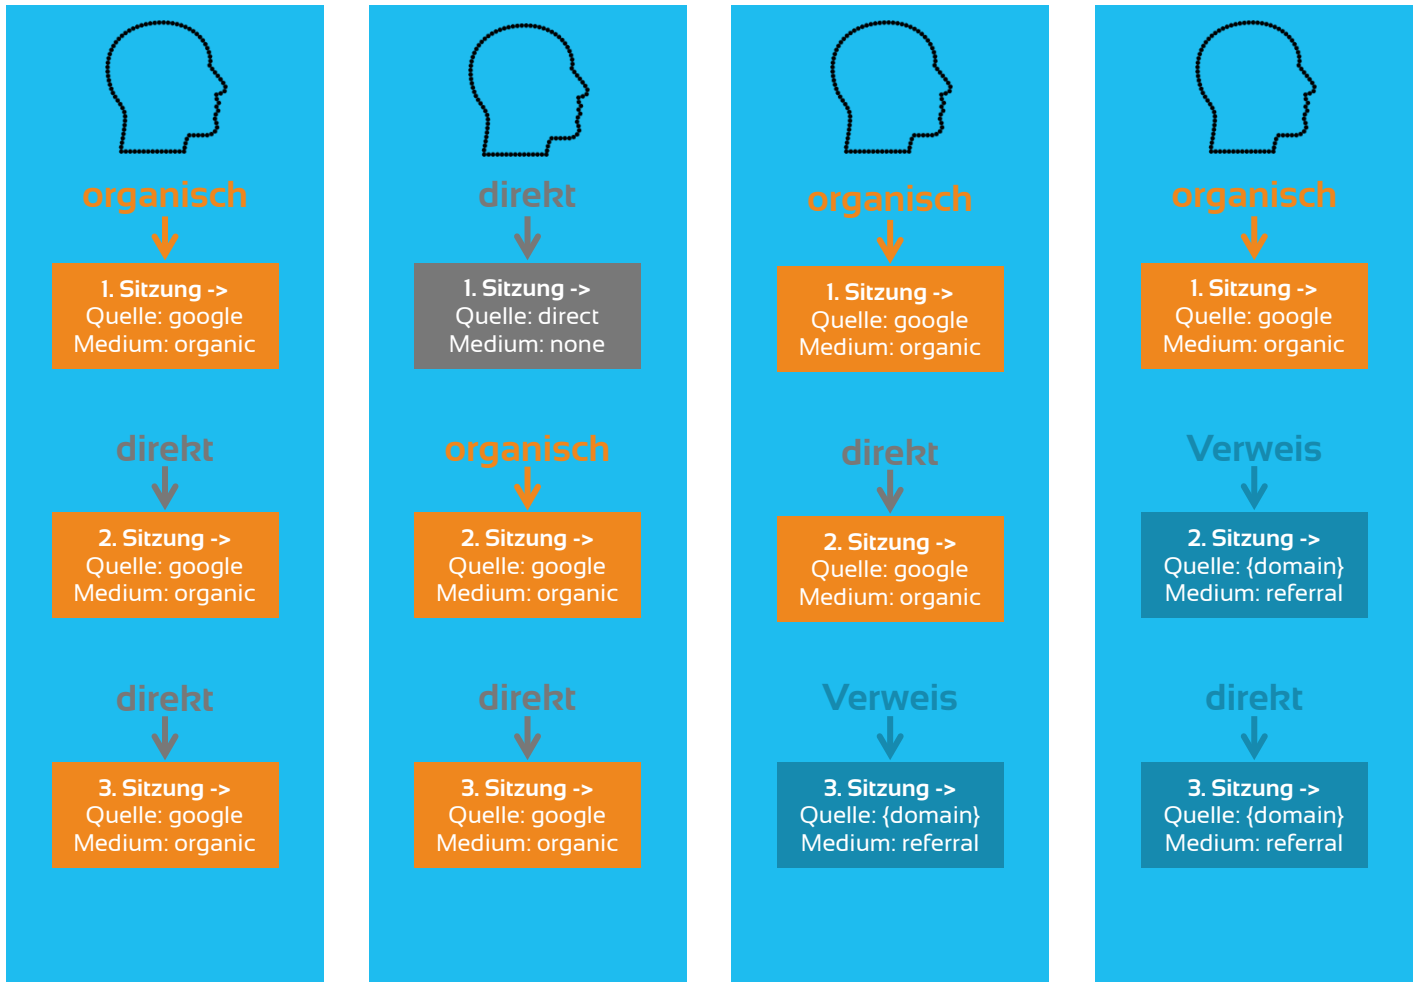 organisch
1. Sitzung ->
Quelle: google
Medium: organic
direkt
2. Sitzung ->
Quelle: google
Medium: organic
direkt
3. Sitzung ->
Quelle: google
Medium: organic
direkt
1. Sitzung ->
Quelle: direct
Medium: none
organisch
2. Sitzung ->
Quelle: google
Medium: organic
direkt
3. Sitzung ->
Quelle: google
Medium: organic
organisch
1. Sitzung ->
Quelle: google
Medium: organic
direkt
2. Sitzung ->
Quelle: google
Medium: organic
Verweis
3. Sitzung ->
Quelle: {domain}
Medium: referral
organisch
1. Sitzung ->
Quelle: google
Medium: organic
Verweis
2. Sitzung ->
Quelle: {domain}
Medium: referral
direkt
3. Sitzung ->
Quelle: {domain}
Medium: referral